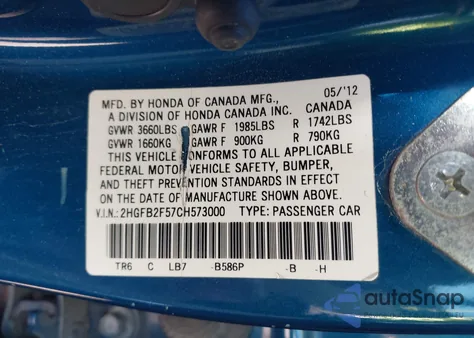 MFD. BY HONDA OF CANADA MFG., 05/'12
A DIVISION OF HONDA CANADA INC. CANADA
GVWR 3660LBS GAWR F 1985LBS R 1742LBS
GVWR 1660KG GAWR F 900KG R 790KG
THIS VEHICLE CONFORMS TO ALL APPLICABLE
FEDERAL MOTOR VEHICLE SAFETY, BUMPER,
AND THEFT PREVENTION STANDARDS IN EFFECT
ON THE DATE OF MANUFACTURE SHOWN ABOVE.
V.I.N.: 2HGFB2F57CH573000 TYPE: PASSENGER CAR
TR6 C LB7 -B586P -B -H
autoSnap